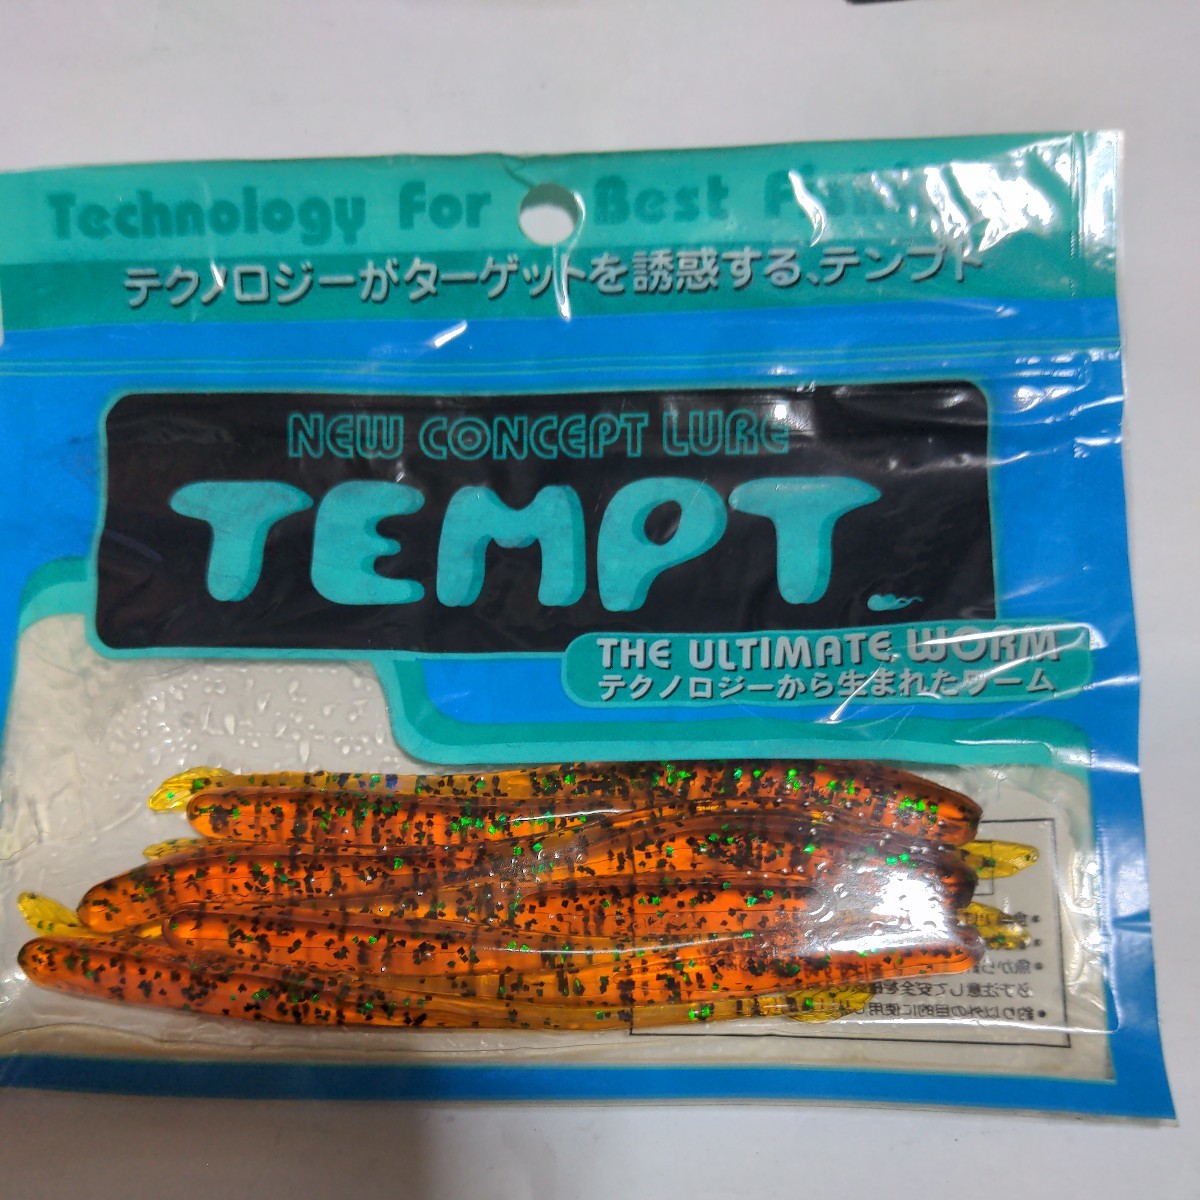 Technology For Best
テクノロジーがターゲットを誘惑する、テンプト
NEW CONCEPT LURE
TEMPT
THE ULTIMATE WORM
テクノロジーから生まれたワーム